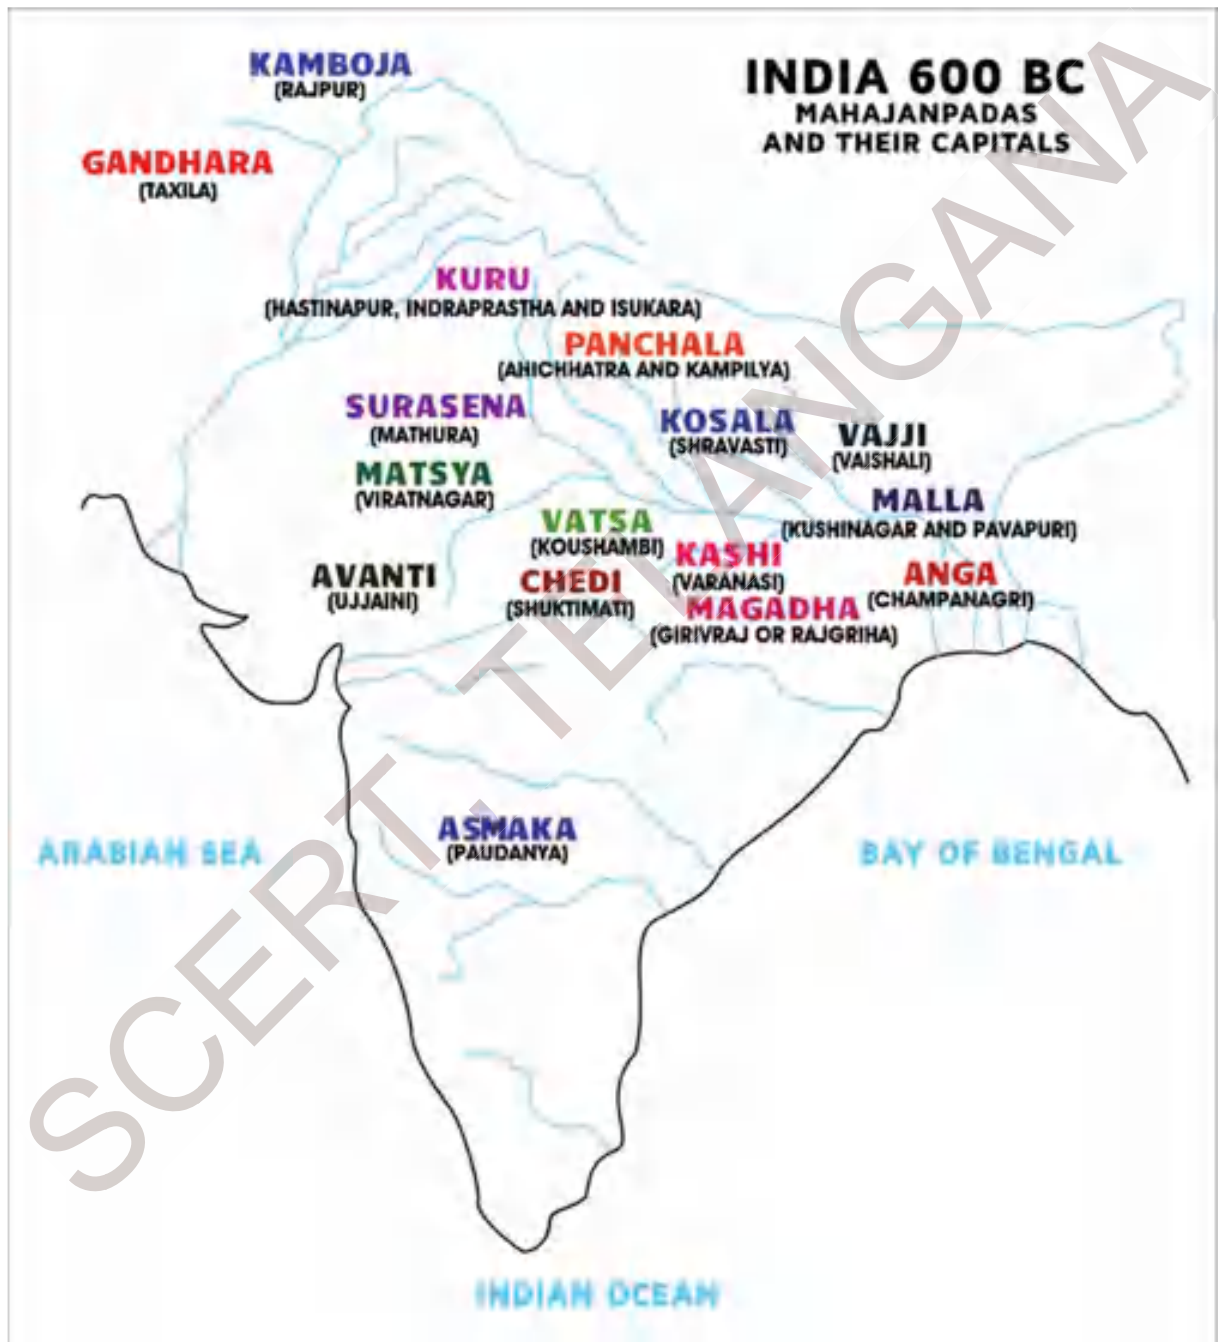 KAMBOJA
(RAJPUR)
INDIA 600 BC
MAHAJANPADAS
AND THEIR CAPITALS
GANDHARA
(TAXILA)
KURU
(HASTINAPUR, INDRAPRASTHA AND ISUKARA)
PANCHALA
(AHICHHATRA AND KAMPILYA)
SURASENA
(MATHURA)
KOSALA
(SHRAVASTI)
VAJJI
(VAISHALI)
MATSYA
(VIRATNAGAR)
MALLA
(KUSHINAGAR AND PAVAPURI)
VATSA
(KOUSHAMBI)
KASHI
(VARANASI)
AVANTI
(UJJAINI)
CHEDI
(SHUKTIMATI)
ANGA
(CHAMPANAGRI)
MAGADHA
(GIRIVRAJ OR RAJGRIHA)
ASMAKA
(PAUDANYA)
ARABIAN SEA
BAY OF BENGAL
INDIAN OCEAN
SCERT, TELANGANA